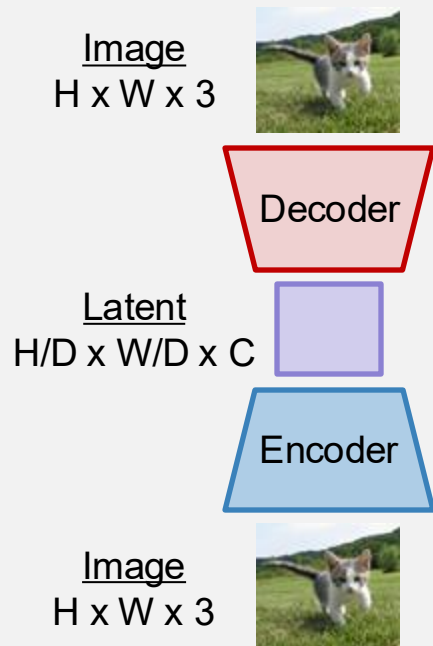 Image
H x W x 3
Decoder
Latent
H/D x W/D x C
Encoder
Image
H x W x 3